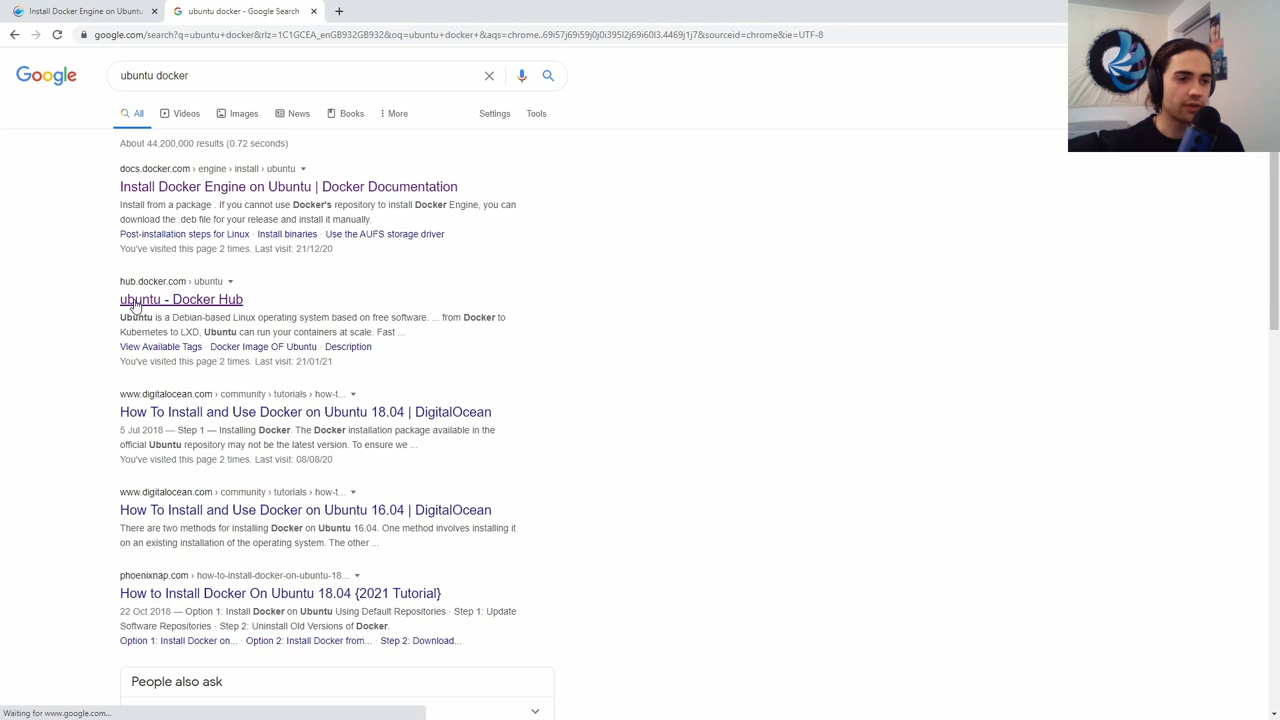 Install Docker Engine on Ubuntu
ubuntu docker - Google Search
google.com/search?q=ubuntu+docker&rlz=1C1GCEA_enGB932GB932&oq=ubuntu+docker+&aqs=chrome..69i57j69i59j0j0i395l2j69i60l3.4469j1j7&sourceid=chrome&ie=UTF-8
Google
ubuntu docker
All
Videos
Images
News
Books
More
Settings
Tools
About 44,200,000 results (0.72 seconds)
docs.docker.com › engine › install › ubuntu
Install Docker Engine on Ubuntu | Docker Documentation
Install from a package . If you cannot use Docker's repository to install Docker Engine, you can
download the .deb file for your release and install it manually.
Post-installation steps for Linux · Install binaries · Use the AUFS storage driver
You've visited this page 2 times. Last visit: 21/12/20
hub.docker.com › ubuntu
ubuntu - Docker Hub
Ubuntu is a Debian-based Linux operating system based on free software. ... from Docker to
Kubernetes to LXD, Ubuntu can run your containers at scale. Fast ...
View Available Tags · Docker Image OF Ubuntu · Description
You've visited this page 2 times. Last visit: 21/01/21
www.digitalocean.com › community › tutorials › how-t...
How To Install and Use Docker on Ubuntu 18.04 | DigitalOcean
5 Jul 2018 — Step 1 — Installing Docker. The Docker installation package available in the
official Ubuntu repository may not be the latest version. To ensure we ...
You've visited this page 2 times. Last visit: 08/08/20
www.digitalocean.com › community › tutorials › how-t...
How To Install and Use Docker on Ubuntu 16.04 | DigitalOcean
There are two methods for installing Docker on Ubuntu 16.04. One method involves installing it
on an existing installation of the operating system. The other ...
phoenixnap.com › how-to-install-docker-on-ubuntu-18...
How to Install Docker On Ubuntu 18.04 {2021 Tutorial}
22 Oct 2018 — Option 1: Install Docker on Ubuntu Using Default Repositories · Step 1: Update
Software Repositories · Step 2: Uninstall Old Versions of Docker.
Option 1: Install Docker on... · Option 2: Install Docker from... · Step 2: Download...
People also ask
Waiting for www.google.com...